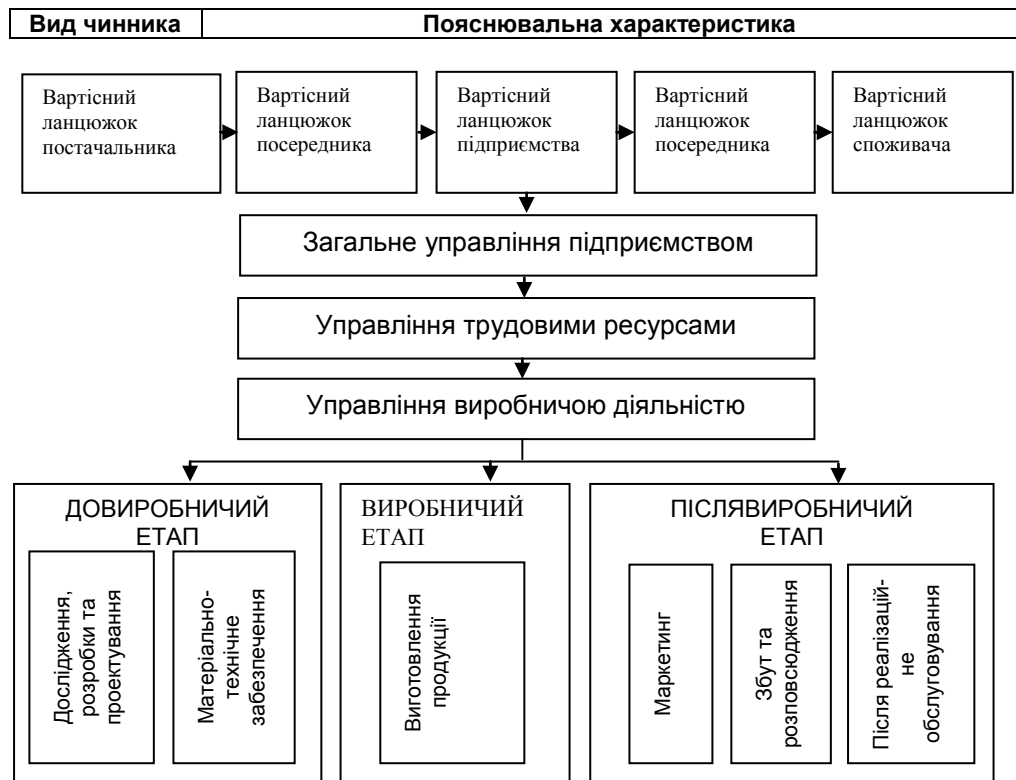 Вид чинника Пояснювальна характеристика
Вартісний
ланцюжок
постачальника
Вартісний
ланцюжок
посередника
Вартісний
ланцюжок
підприємства
Вартісний
ланцюжок
посередника
Вартісний
ланцюжок
споживача
Загальне управління підприємством
Управління трудовими ресурсами
Управління виробничою діяльністю
ДОВИРОБНИЧИЙ
ЕТАП
Дослідження,
розробки та
проектування
Матеріально-
технічне
забезпечення
ВИРОБНИЧИЙ
ЕТАП
Виготовлення
продукції
ПІСЛЯВИРОБНИЧИЙ
ЕТАП
Маркетинг
Збут та
розповсюдження
Після реалізацій-
не
обслуговування